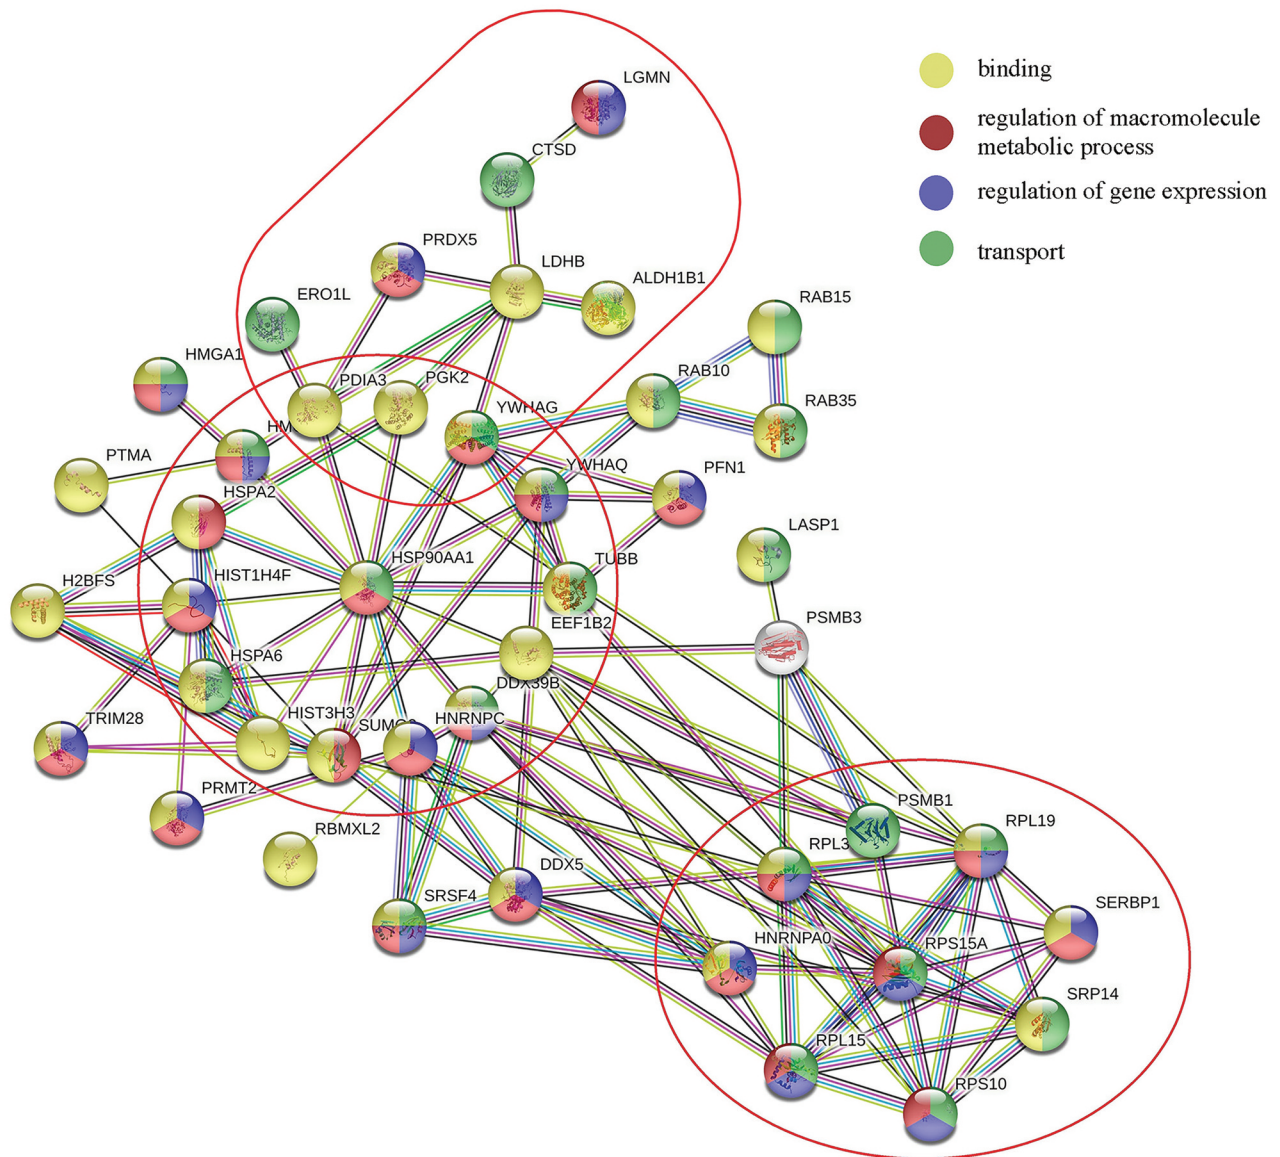 LGMN
binding
regulation of macromolecule
metabolic process
regulation of gene expression
transport
CTSD
PRDX5
LDHB
ALDH1B1
ERO1L
RAB15
HMGA1
PDIA3
PGK2
RAB10
YWHAG
RAB35
HM
PTMA
YWHAQ
PFN1
HSPA2
LASP1
HSP90AA1
TUBB
H2BFS
HIST1H4F
EEF1B2
PSMB3
HSPA6
DDX39B
HIST3H3
HNRNPC
TRIM28
PRMT2
PSMB1
RPL19
RBMXL2
RPL3
DDX5
SRSF4
SERBP1
HNRNPA0
RPS15A
SRP14
RPL15
RPS10